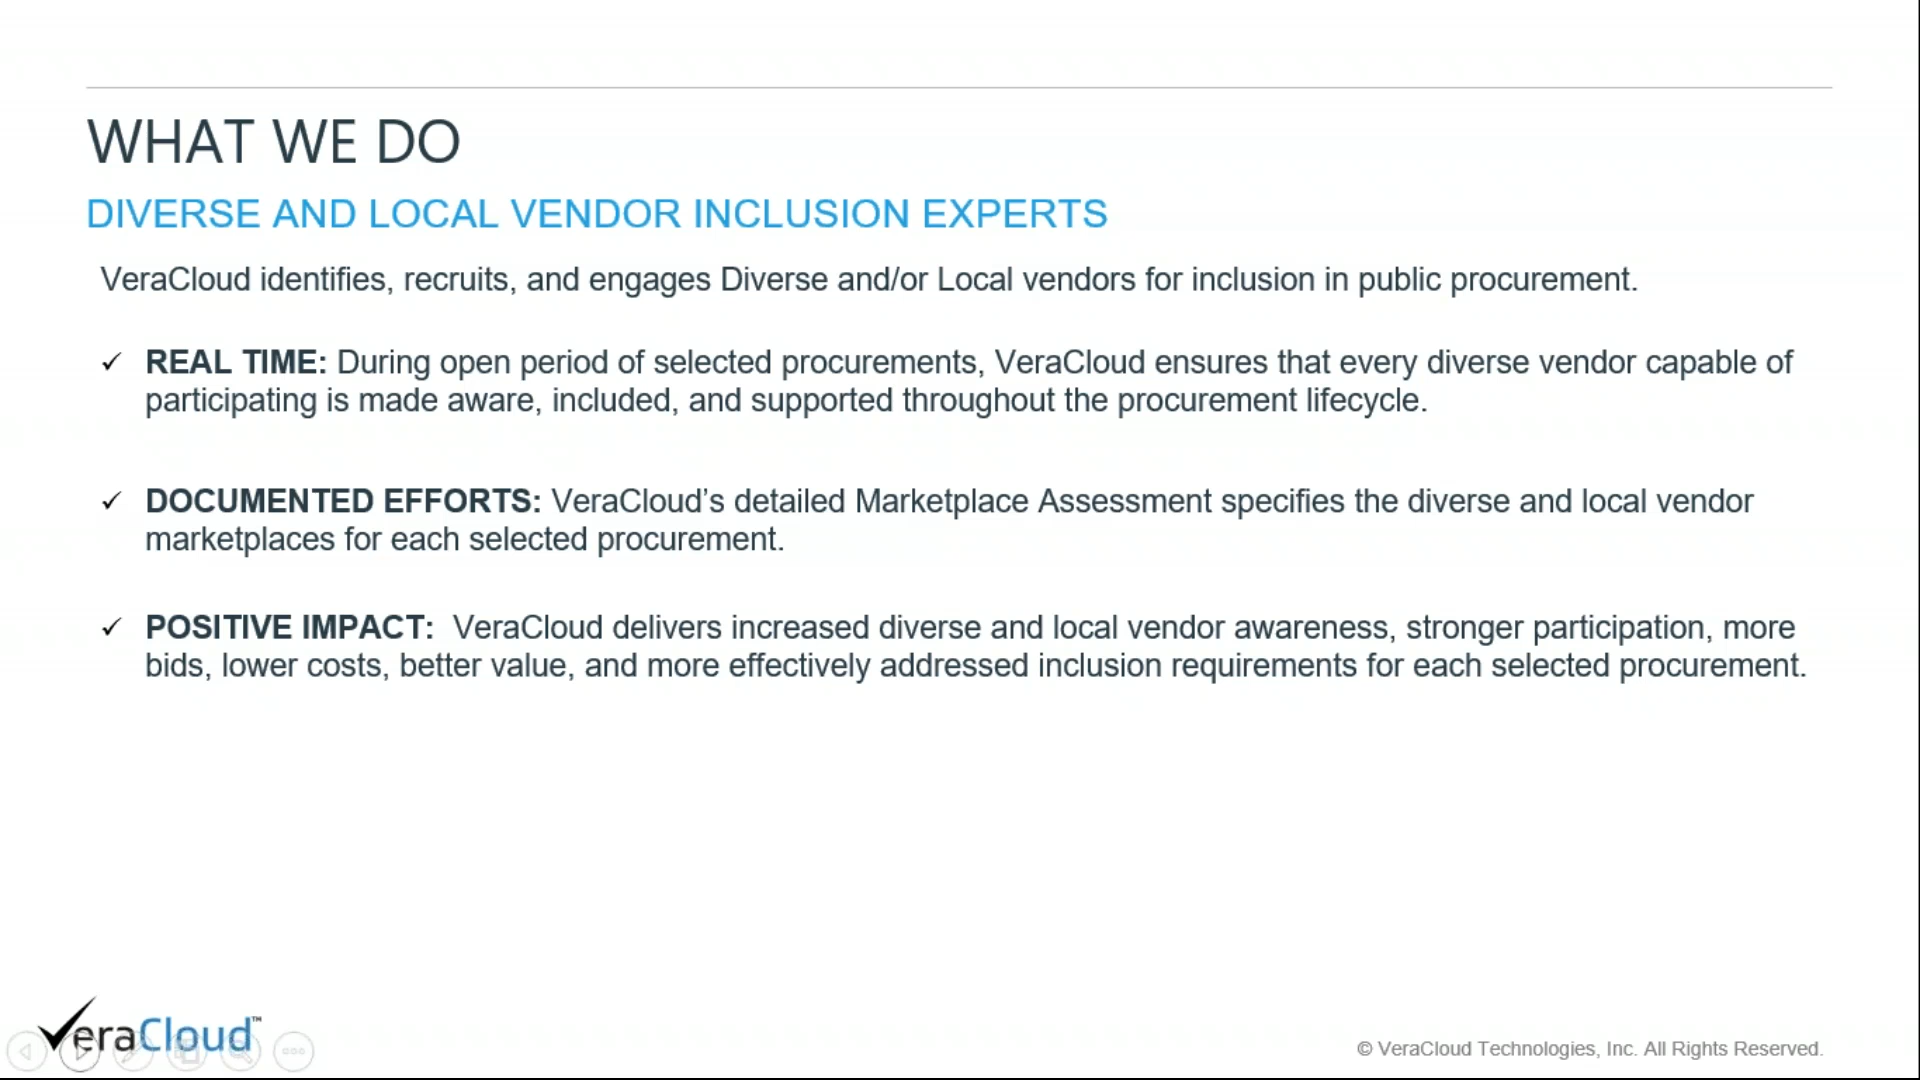 WHAT WE DO
DIVERSE AND LOCAL VENDOR INCLUSION EXPERTS
VeraCloud identifies, recruits, and engages Diverse and/or Local vendors for inclusion in public procurement.
✓ REAL TIME: During open period of selected procurements, VeraCloud ensures that every diverse vendor capable of
participating is made aware, included, and supported throughout the procurement lifecycle.
✓ DOCUMENTED EFFORTS: VeraCloud’s detailed Marketplace Assessment specifies the diverse and local vendor
marketplaces for each selected procurement.
✓ POSITIVE IMPACT:  VeraCloud delivers increased diverse and local vendor awareness, stronger participation, more
bids, lower costs, better value, and more effectively addressed inclusion requirements for each selected procurement.
VeraCloud™
© VeraCloud Technologies, Inc. All Rights Reserved.